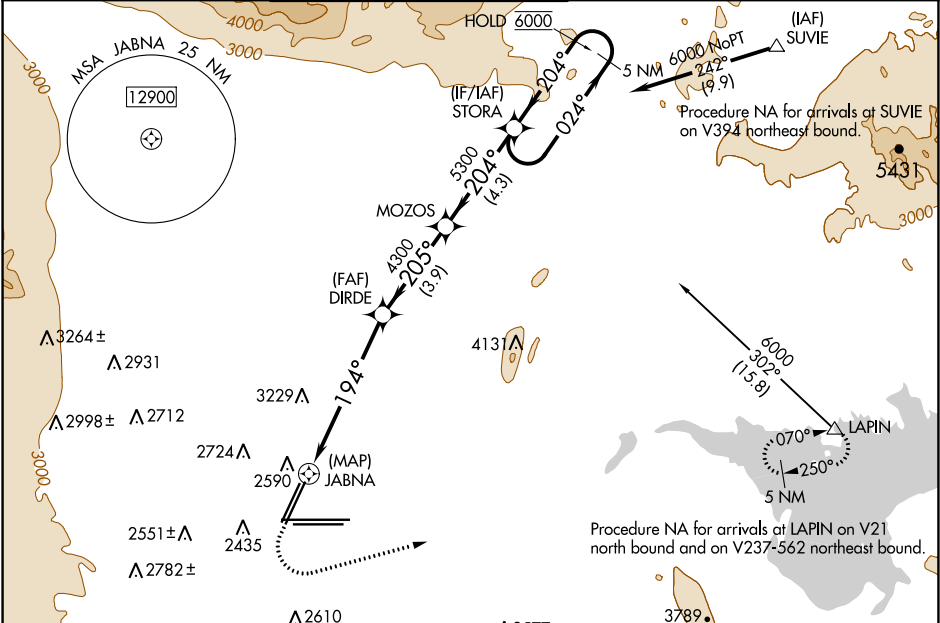 4000
3000
3000
HOLD 6000
(IAF)
SUVIE
MSA JABNA 25 NM
12900
5 NM
6000 NoPT
242°
(9.9)
204°
024°
(IF/IAF)
STORA
Procedure NA for arrivals at SUVIE
on V394 northeast bound.
5431
3000
5300
204°
(4.3)
MOZOS
4300
205°
(3.9)
(FAF)
DIRDE
3264±
2931
4131
6000
302°
(15.8)
194°
3229
2998±
2712
LAPIN
070°
250°
5 NM
3000
2724
2590
(MAP)
JABNA
2551±
2435
2782±
Procedure NA for arrivals at LAPIN on V21
north bound and on V237-562 northeast bound.
2610
3789